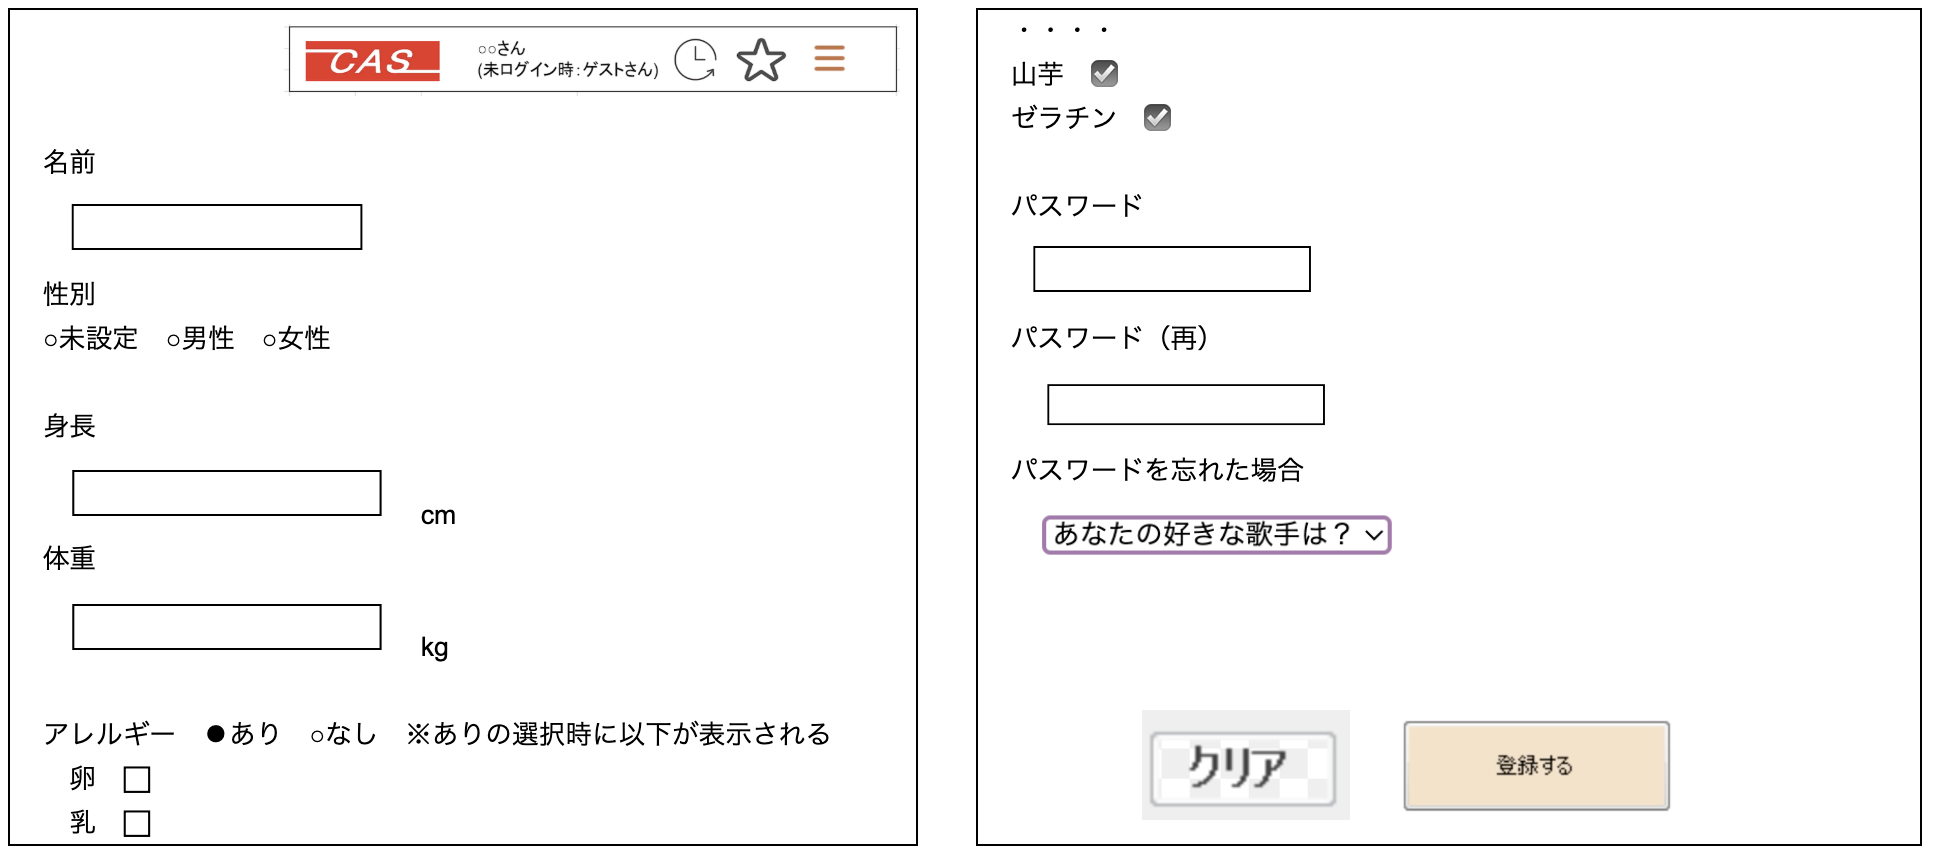 CAS
○○さん
(未ログイン時:ゲストさん)
名前
性別
○未設定　○男性　○女性
身長
cm
体重
kg
アレルギー　●あり　○なし　※ありの選択時に以下が表示される
卵　□
乳　□
・・・・
山芋
ゼラチン
パスワード
パスワード（再）
パスワードを忘れた場合
あなたの好きな歌手は？
クリア
登録する